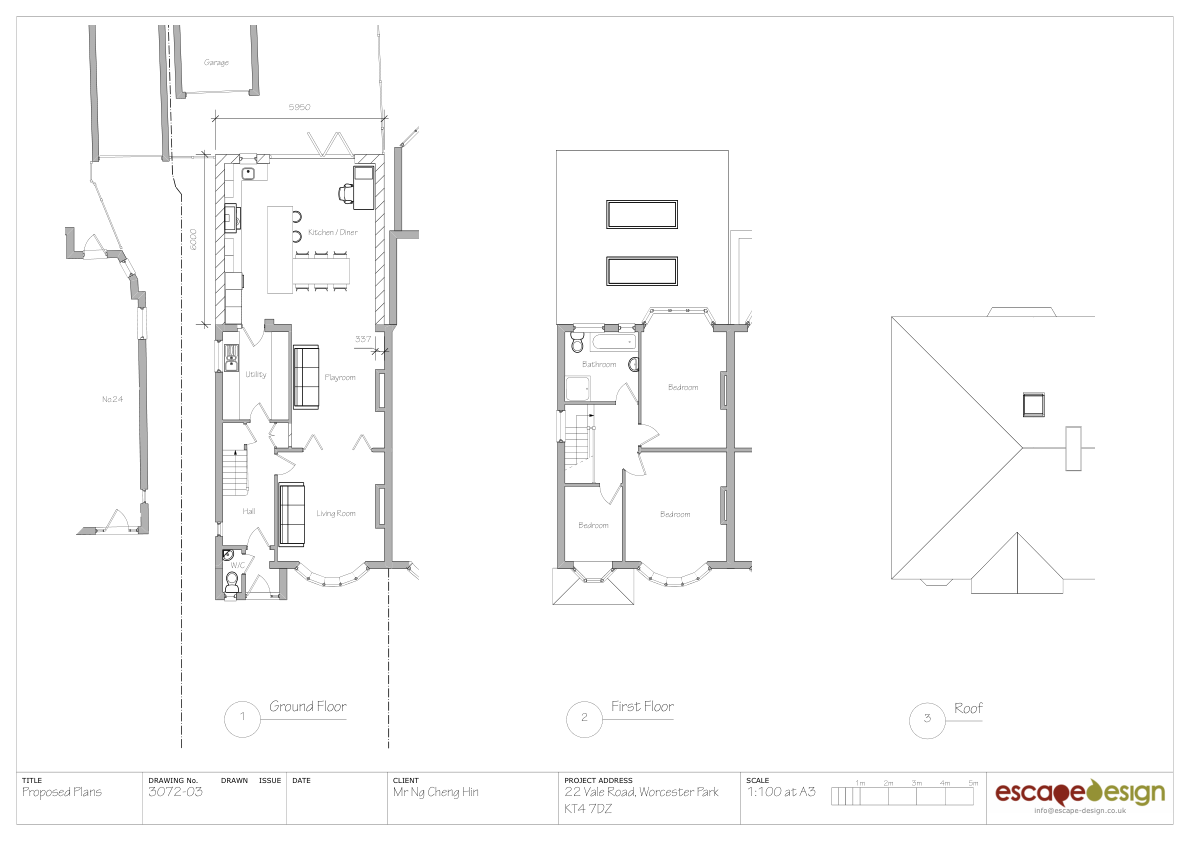 Garage
5950
6000
Kitchen / Diner
337
Utility
Playroom
No.24
Hall
Living Room
W/C
Bathroom
Bedroom
Bedroom
Bedroom
1 Ground Floor
2 First Floor
3 Roof
TITLE
Proposed Plans
DRAWING No. DRAWN ISSUE
3072-03
DATE
CLIENT
Mr Ng Cheng Hin
PROJECT ADDRESS
22 Vale Road, Worcester Park
KT4 7DZ
SCALE
1:100 at A3
1m 2m 3m 4m 5m
escapedesign
info@escape-design.co.uk